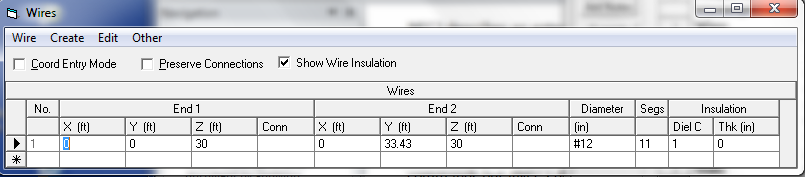 Wires
Wire Create Edit Other
Coord Entry Mode Preserve Connections Show Wire Insulation
Wires
No. End 1 End 2 Diameter Segs Insulation
X (ft) Y (ft) Z (ft) Conn X (ft) Y (ft) Z (ft) Conn (in) Diel C Thk (in)
1 0 0 30 0 33.43 30 #12 11 1 0